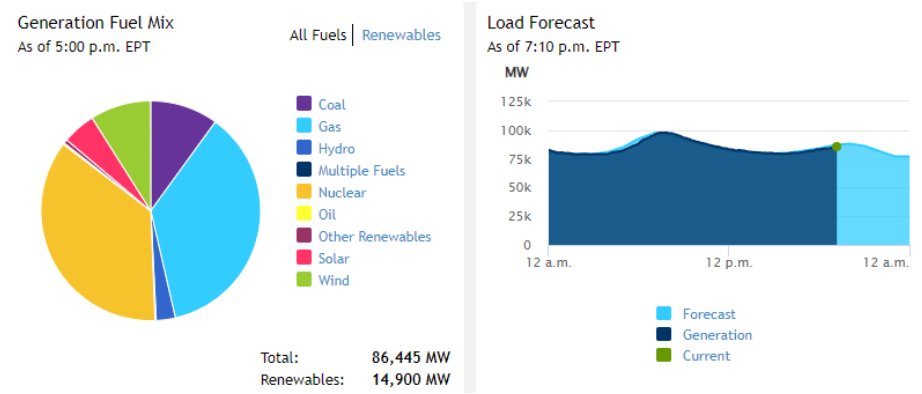 Generation Fuel Mix
As of 5:00 p.m. EPT
All Fuels | Renewables
Coal
Gas
Hydro
Multiple Fuels
Nuclear
Oil
Other Renewables
Solar
Wind
Total: 86,445 MW
Renewables: 14,900 MW
Load Forecast
As of 7:10 p.m. EPT
MW
125k
100k
75k
50k
25k
0
12 a.m. 12 p.m. 12 a.m.
Forecast
Generation
Current